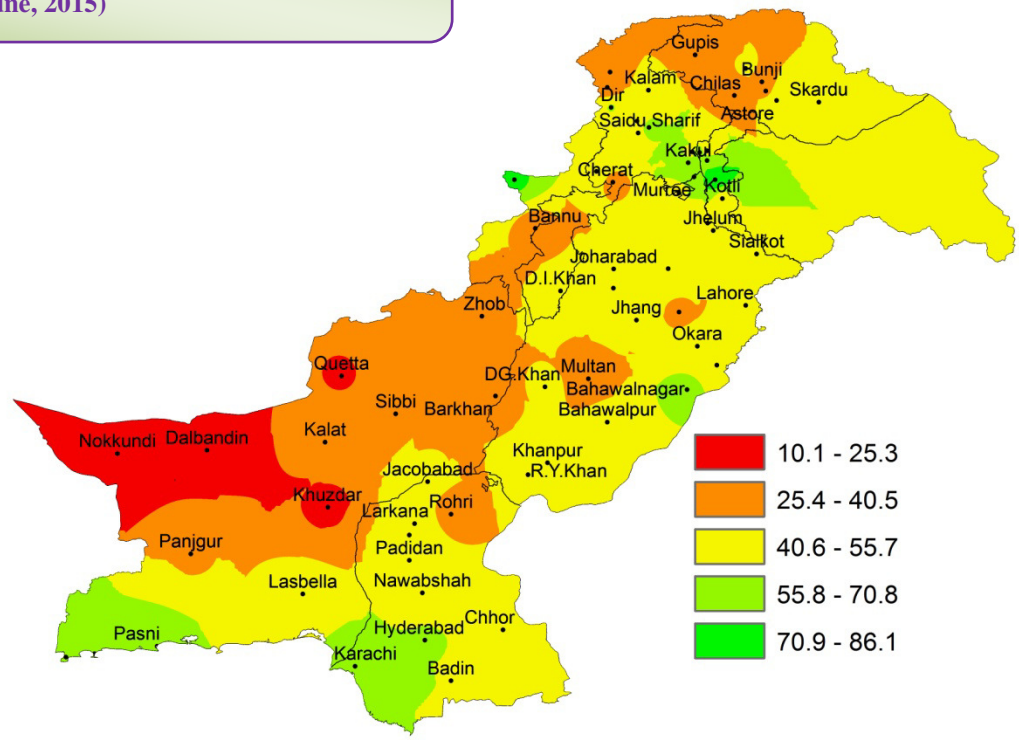 une, 2015)
Gupis
Bunji
Kalam
Chilas
Skardu
Dir
Astore
Saidu Sharif
Kakul
Cherat
Murree
Kotli
Bannu
Jhelum
Sialkot
Joharabad
D.I.Khan
Lahore
Zhob
Jhang
Okara
Quetta
Multan
DG.Khan
Bahawalnagar
Sibbi
Barkhan
Bahawalpur
Kalat
Nokkundi
Dalbandin
Khanpur
10.1 - 25.3
Jacobabad
R.Y.Khan
Khuzdar
25.4 - 40.5
Rohri
Larkana
Panjgur
Padidan
40.6 - 55.7
Lasbella
Nawabshah
55.8 - 70.8
Chhor
Pasni
Hyderabad
70.9 - 86.1
Karachi
Badin